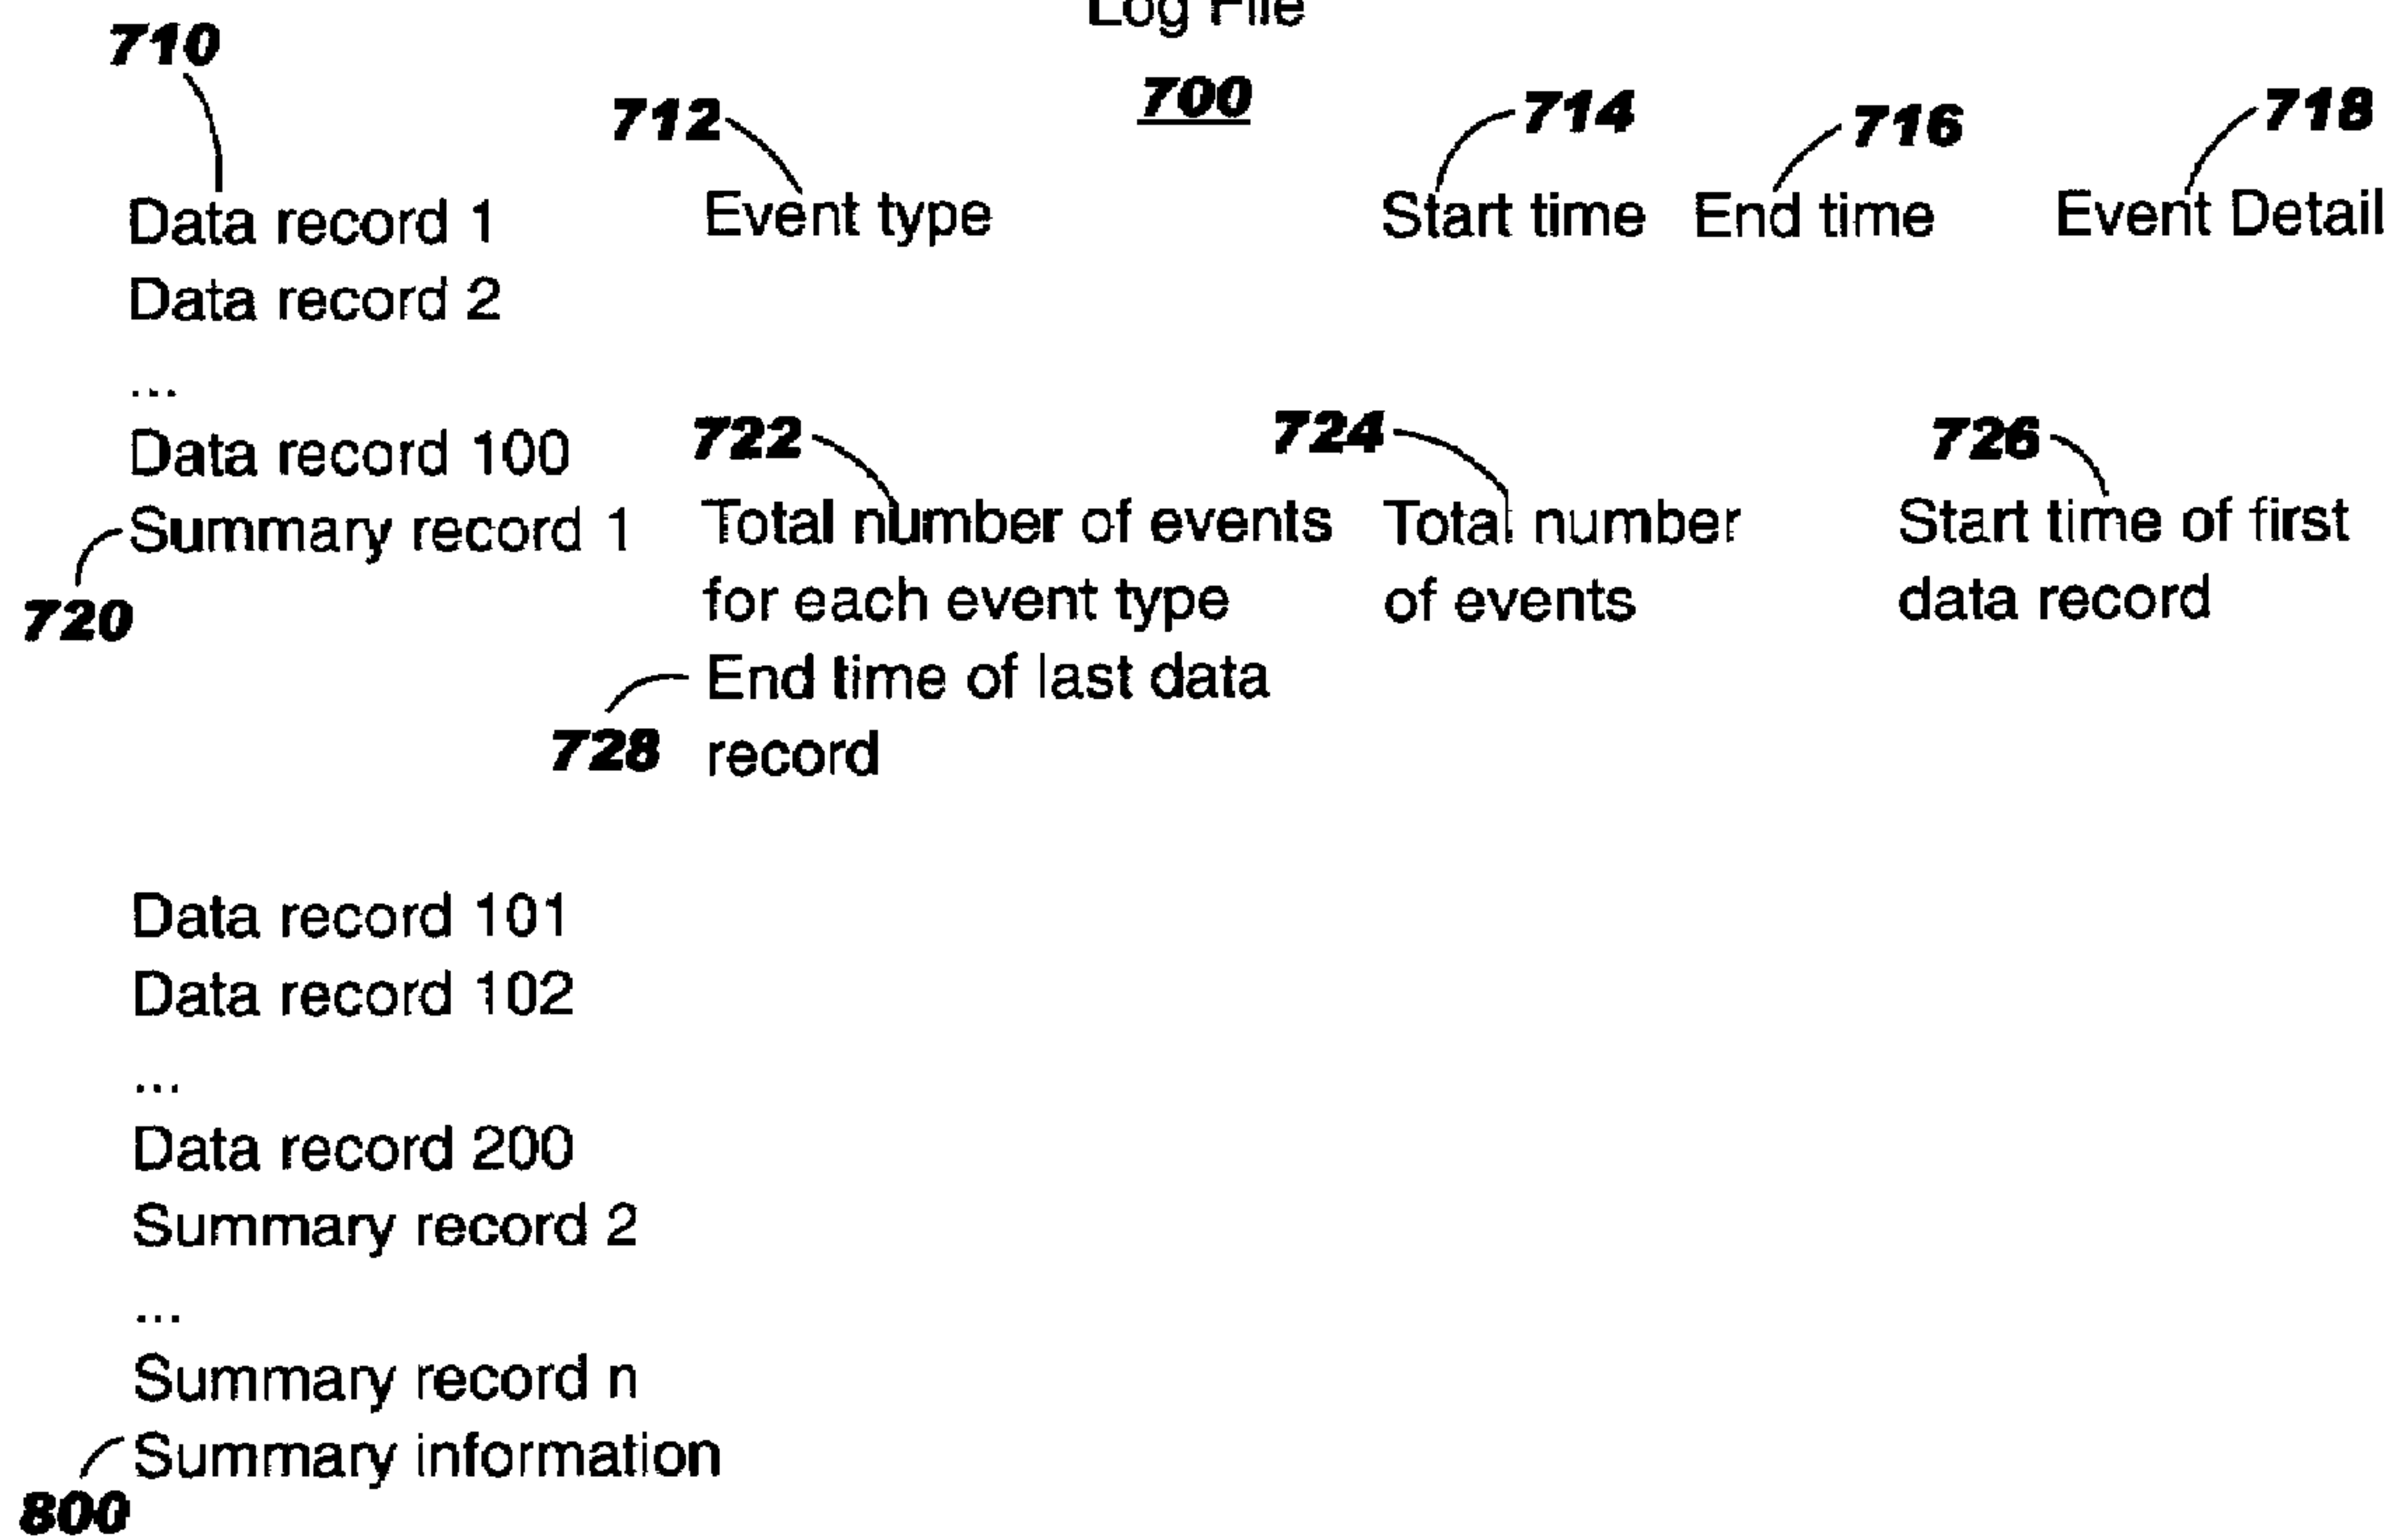 Log File
700
710
712
714
716
718
Data record 1 Event type Start time End time Event Detail
Data record 2
...
Data record 100
722
724
726
Summary record 1 Total number of events Total number Start time of first
720
for each event type of events data record
End time of last data
728 record
Data record 101
Data record 102
...
Data record 200
Summary record 2
...
Summary record n
Summary information
800